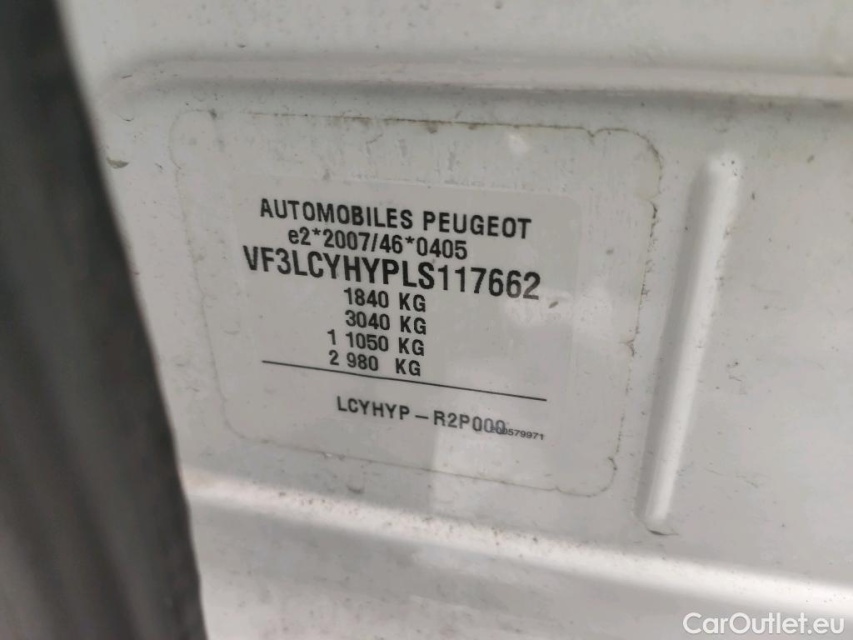 AUTOMOBILES PEUGEOT
e2*2007/46*0405
VF3LCYHYPLS117662
1840 KG
3040 KG
1 1050 KG
2 980 KG
LCYHYP-R2P000
CarOutlet.eu